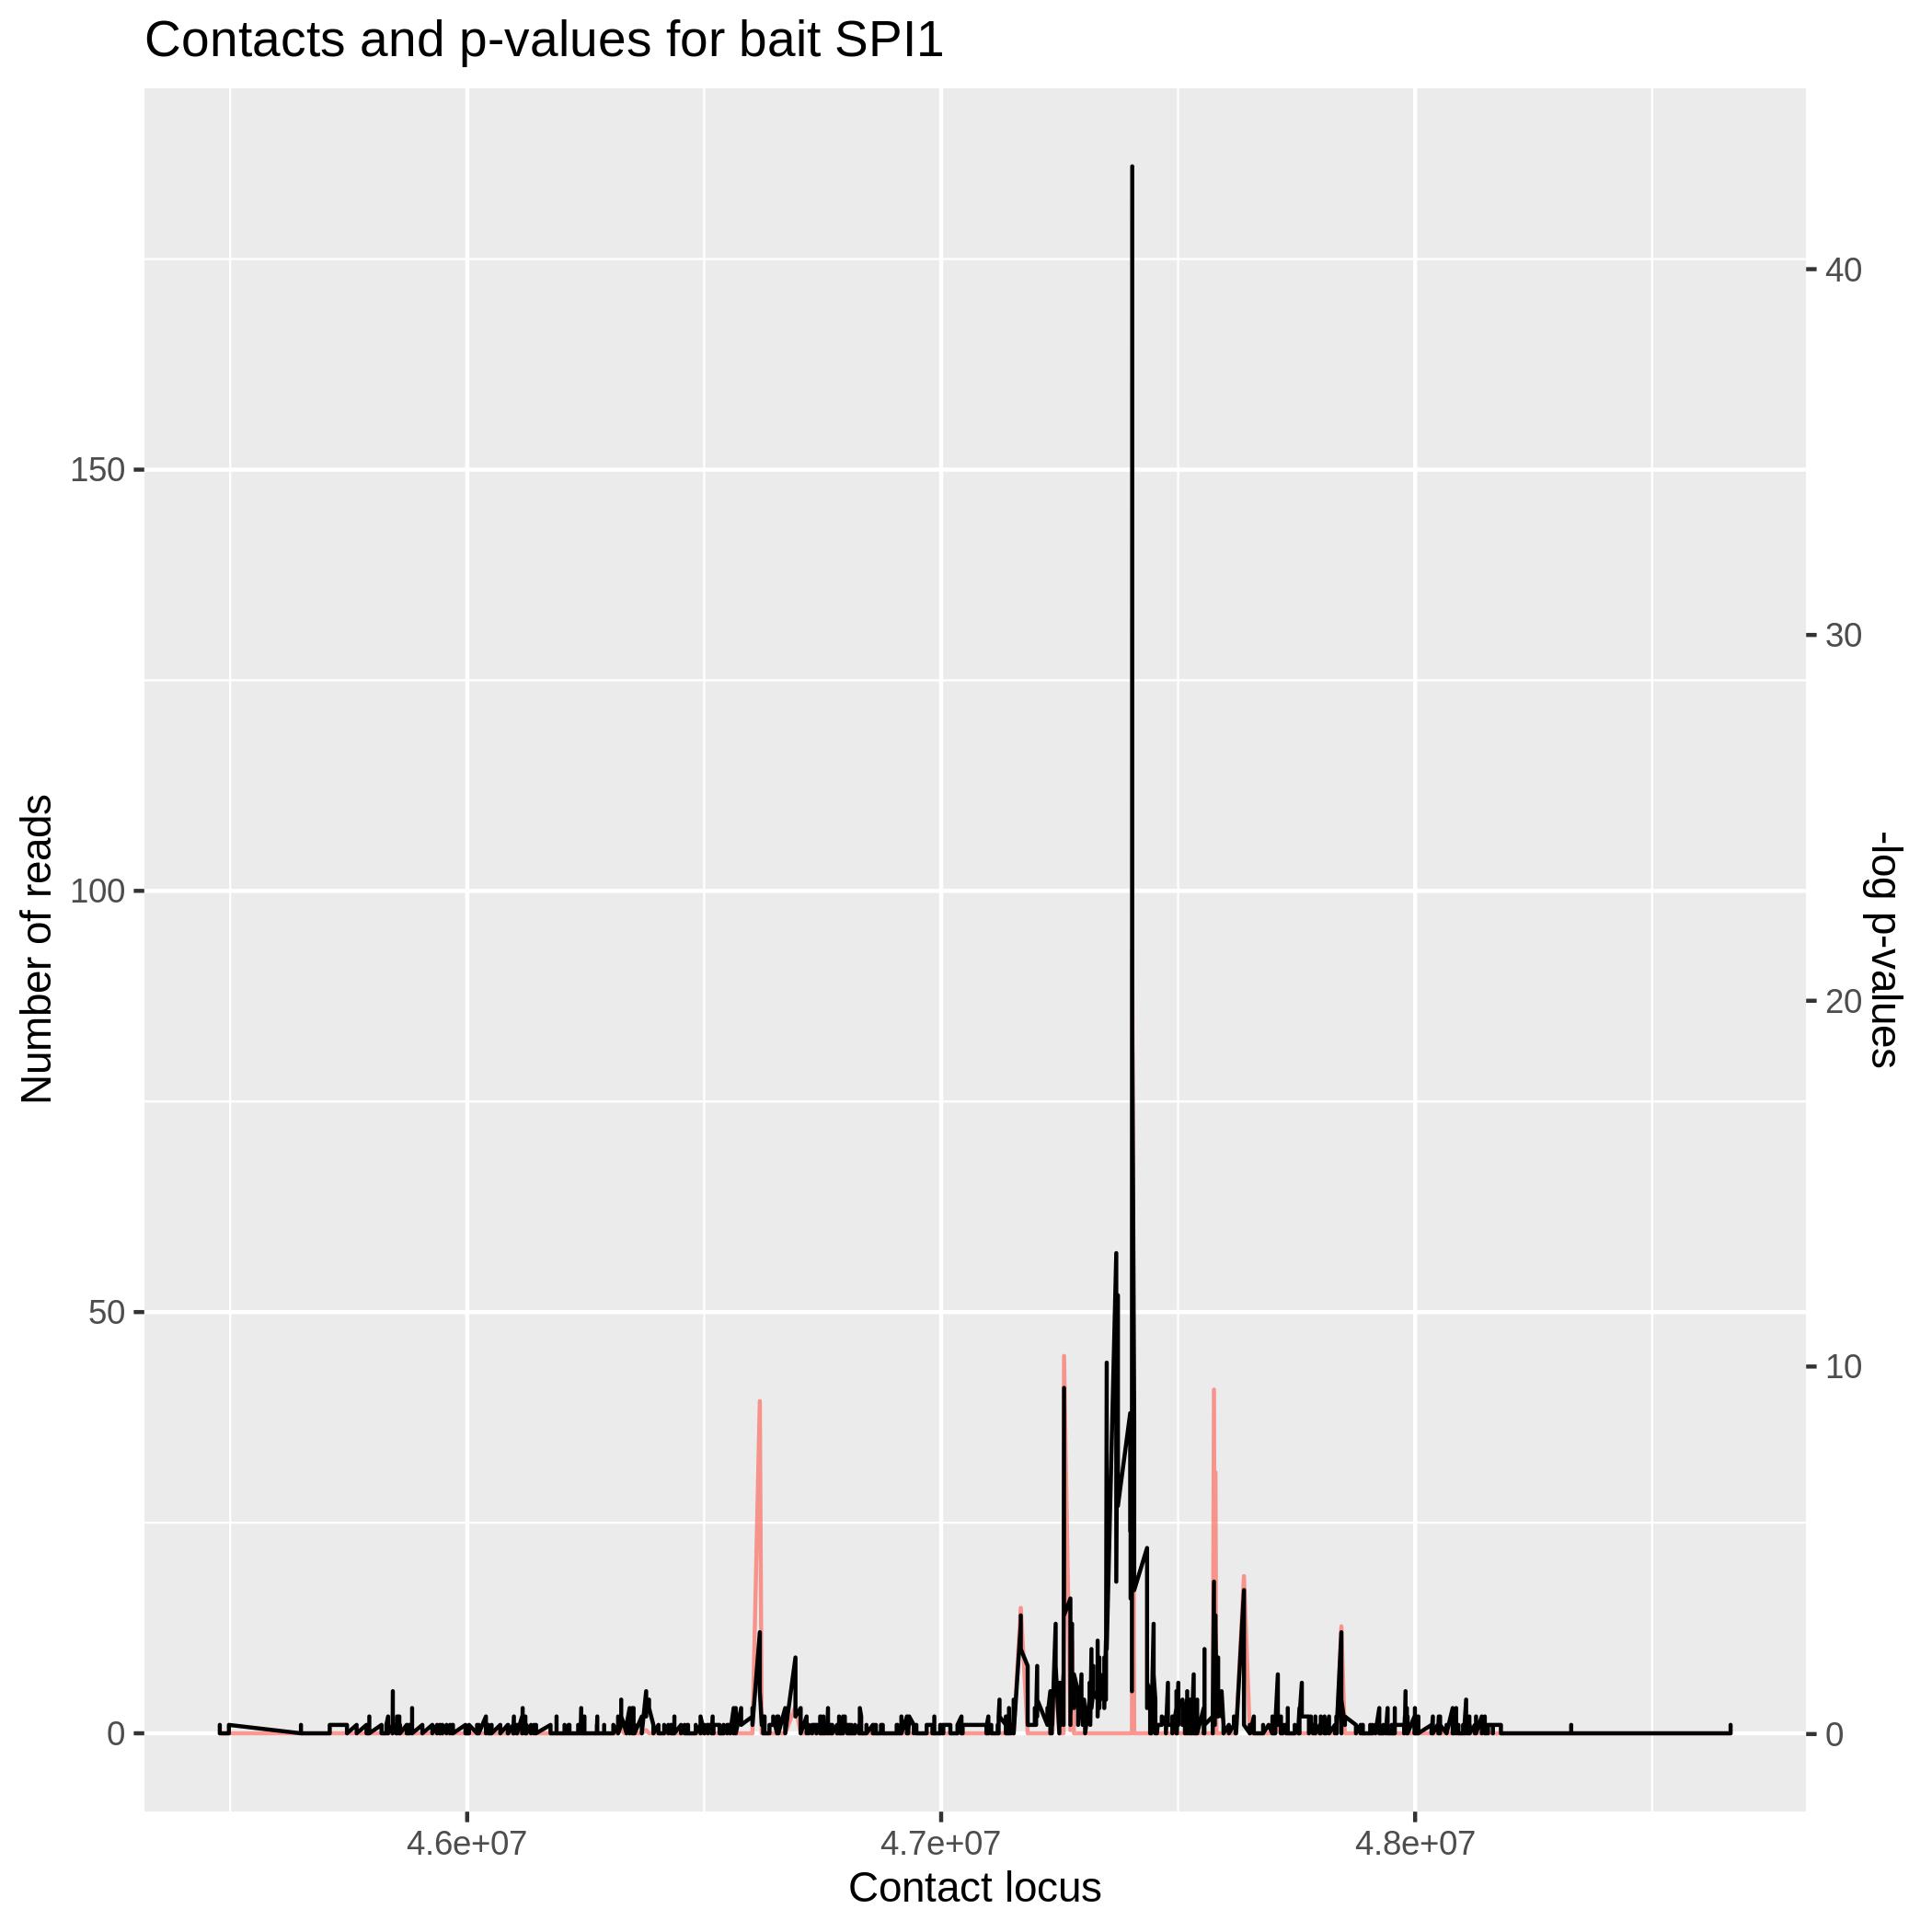 Contacts and p-values for bait SPI1
Number of reads
150
100
50
0
40
30
20
10
0
-log p-values
4.6e+07
4.7e+07
4.8e+07
Contact locus